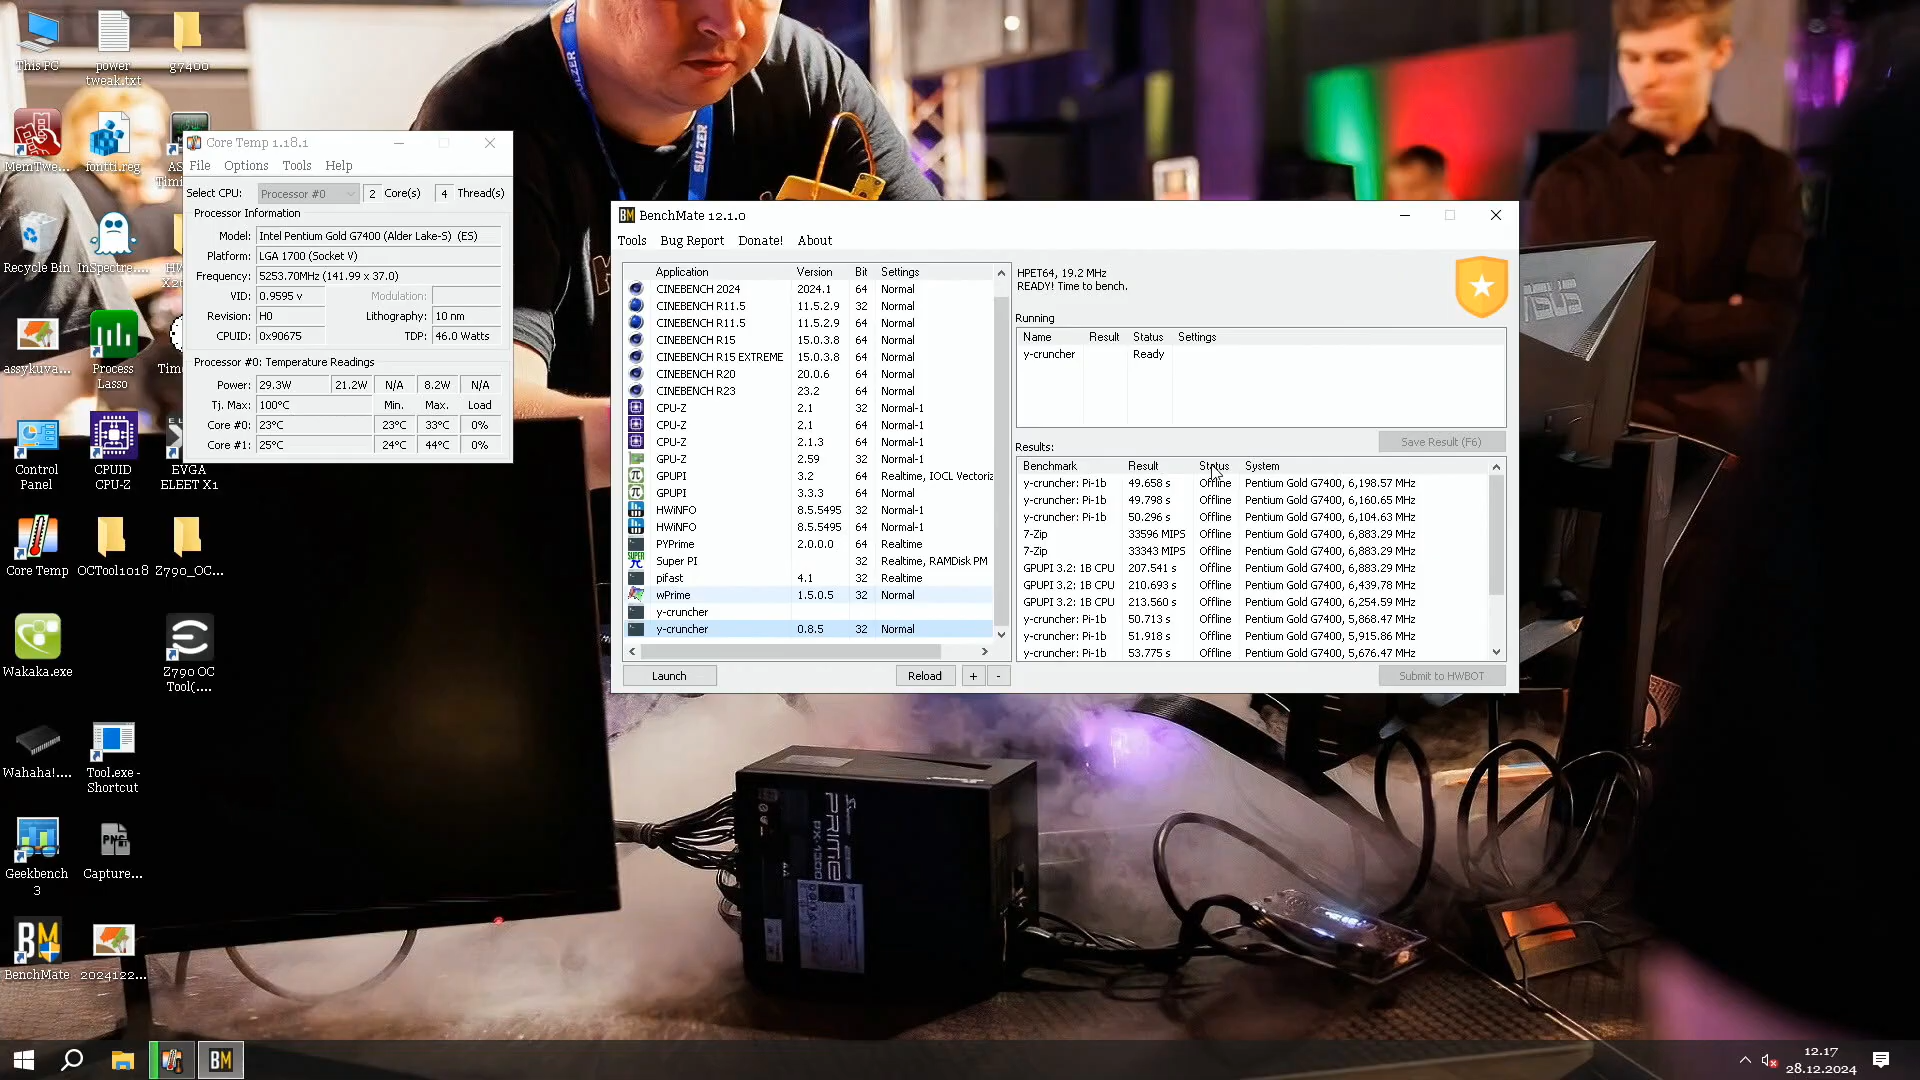 This PC
power
tweak.txt
g7400
MemTwe...
fontti.reg
Recycle Bin
InSpectre....
assykuva...
Process
Lasso
Control
Panel
CPUID
CPU-Z
EVGA
ELEET X1
Core Temp
OCTool1018
Z790_OC...
Wakaka.exe
Z790 OC
Tool(....
Wahaha!....
Tool.exe -
Shortcut
Geekbench
3
Capture...
BenchMate
2024122...
SULZER
SULZER
ASUS
PRIME
PX-1300
Core Temp 1.18.1
File Options Tools Help
Select CPU: Processor #0 2 Core(s) 4 Thread(s)
Processor Information
Model: Intel Pentium Gold G7400 (Alder Lake-S) (ES)
Platform: LGA 1700 (Socket V)
Frequency: 5253.70MHz (141.99 x 37.0)
VID: 0.9595 v Modulation:
Revision: H0 Lithography: 10 nm
CPUID: 0x90675 TDP: 46.0 Watts
Processor #0: Temperature Readings
Power: 29.3W 21.2W N/A 8.2W N/A
Tj. Max: 100°C Min. Max. Load
Core #0: 23°C 23°C 33°C 0%
Core #1: 25°C 24°C 44°C 0%
BM BenchMate 12.1.0
Tools Bug Report Donate! About
Application Version Bit Settings
CINEBENCH 2024 2024.1 64 Normal
CINEBENCH R11.5 11.5.2.9 32 Normal
CINEBENCH R11.5 11.5.2.9 64 Normal
CINEBENCH R15 15.0.3.8 64 Normal
CINEBENCH R15 EXTREME 15.0.3.8 64 Normal
CINEBENCH R20 20.0.6 64 Normal
CINEBENCH R23 23.2 64 Normal
CPU-Z 2.1 32 Normal-1
CPU-Z 2.1 64 Normal-1
CPU-Z 2.1.3 64 Normal-1
GPU-Z 2.59 32 Normal-1
GPUPI 3.2 64 Realtime, IOCL Vectoriz
GPUPI 3.3.3 64 Normal
HWiNFO 8.5.5495 32 Normal-1
HWiNFO 8.5.5495 64 Normal-1
PYPrime 2.0.0.0 64 Realtime
Super PI 32 Realtime, RAMDisk PM
pifast 4.1 32 Realtime
wPrime 1.5.0.5 32 Normal
y-cruncher
y-cruncher 0.8.5 32 Normal
Launch Reload + -
HPET64, 19.2 MHz
READY! Time to bench.
Running
Name Result Status Settings
y-cruncher Ready
Save Result (F6)
Results:
Benchmark Result Status System
y-cruncher: Pi-1b 49.658 s Offline Pentium Gold G7400, 6,198.57 MHz
y-cruncher: Pi-1b 49.798 s Offline Pentium Gold G7400, 6,160.65 MHz
y-cruncher: Pi-1b 50.296 s Offline Pentium Gold G7400, 6,104.63 MHz
7-Zip 33596 MIPS Offline Pentium Gold G7400, 6,883.29 MHz
7-Zip 33343 MIPS Offline Pentium Gold G7400, 6,883.29 MHz
GPUPI 3.2: 1B CPU 207.541 s Offline Pentium Gold G7400, 6,883.29 MHz
GPUPI 3.2: 1B CPU 210.693 s Offline Pentium Gold G7400, 6,439.78 MHz
GPUPI 3.2: 1B CPU 213.560 s Offline Pentium Gold G7400, 6,254.59 MHz
y-cruncher: Pi-1b 50.713 s Offline Pentium Gold G7400, 5,868.47 MHz
y-cruncher: Pi-1b 51.918 s Offline Pentium Gold G7400, 5,915.86 MHz
y-cruncher: Pi-1b 53.775 s Offline Pentium Gold G7400, 5,676.47 MHz
Submit to HWBOT
BM
BM
12.17
28.12.2024